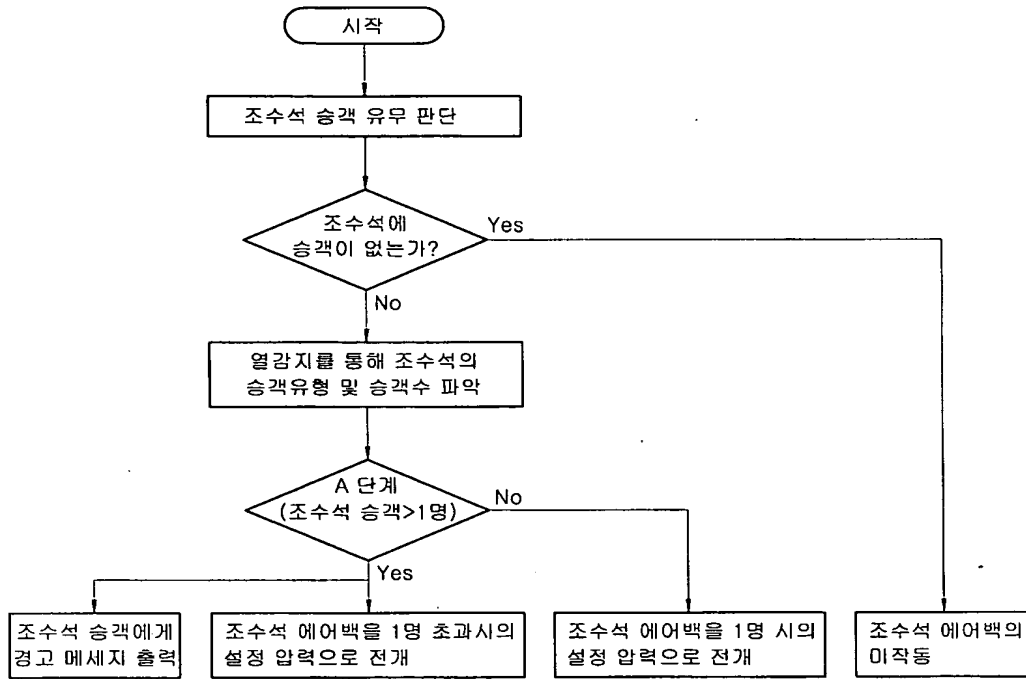 시작
조수석 승객 유무 판단
조수석에
승객이 없는가?
Yes
No
열감지를 통해 조수석의
승객유형 및 승객수 파악
A 단계
(조수석 승객>1명)
No
Yes
조수석 승객에게
경고 메세지 출력
조수석 에어백을 1명 초과시의
설정 압력으로 전개
조수석 에어백을 1명 시의
설정 압력으로 전개
조수석 에어백의
미작동